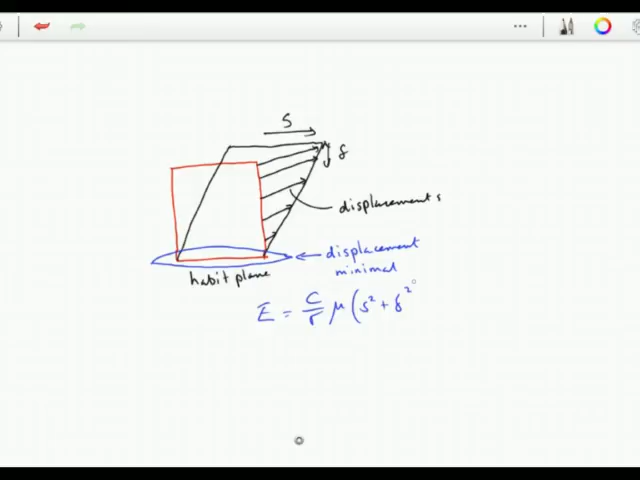 s
δ
displacements
← displacement
minimal
habit plane
E = c/r μ (s² + δ²